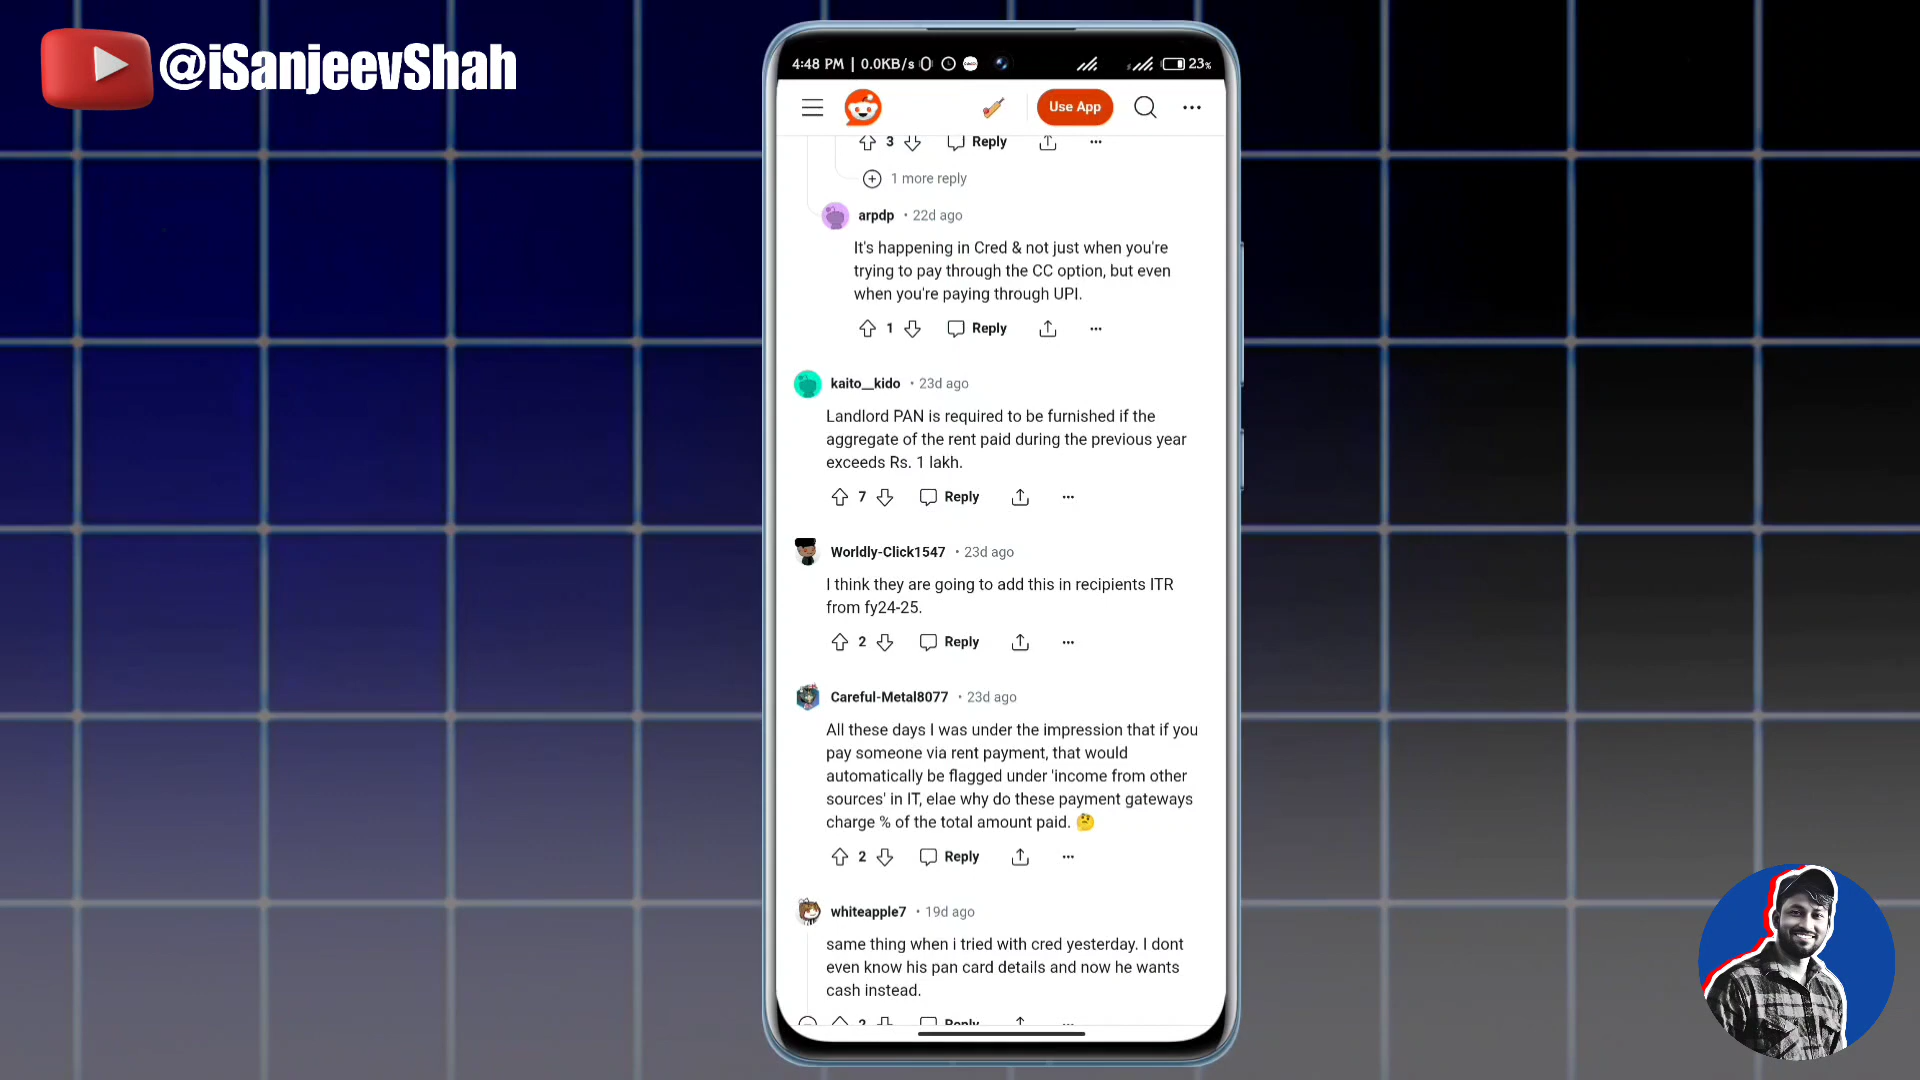 @iSanjeevShah
4:48 PM | 0.0KB/s
23%
Use App
3 Reply
1 more reply
arpdp • 22d ago
It's happening in Cred & not just when you're
trying to pay through the CC option, but even
when you're paying through UPI.
1 Reply
kaito__kido • 23d ago
Landlord PAN is required to be furnished if the
aggregate of the rent paid during the previous year
exceeds Rs. 1 lakh.
7 Reply
Worldly-Click1547 • 23d ago
I think they are going to add this in recipients ITR
from fy24-25.
2 Reply
Careful-Metal8077 • 23d ago
All these days I was under the impression that if you
pay someone via rent payment, that would
automatically be flagged under 'income from other
sources' in IT, elae why do these payment gateways
charge % of the total amount paid. 🤔
2 Reply
whiteapple7 • 19d ago
same thing when i tried with cred yesterday. I dont
even know his pan card details and now he wants
cash instead.
2 Reply